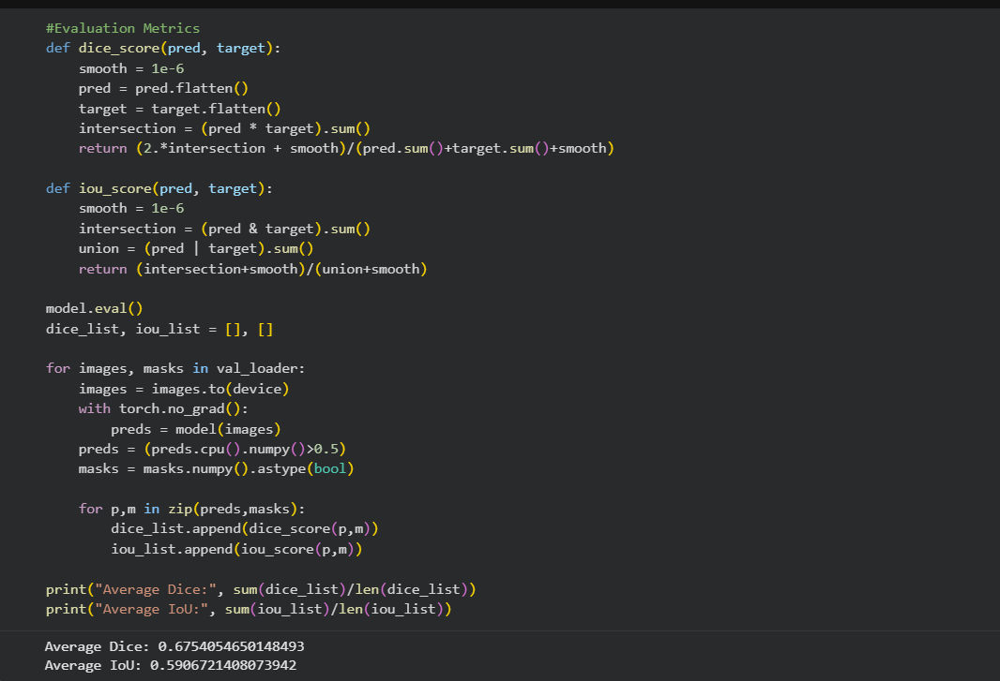 #Evaluation Metrics
def dice_score(pred, target):
    smooth = 1e-6
    pred = pred.flatten()
    target = target.flatten()
    intersection = (pred * target).sum()
    return (2.*intersection + smooth)/(pred.sum()+target.sum()+smooth)

def iou_score(pred, target):
    smooth = 1e-6
    intersection = (pred & target).sum()
    union = (pred | target).sum()
    return (intersection+smooth)/(union+smooth)

model.eval()
dice_list, iou_list = [], []

for images, masks in val_loader:
    images = images.to(device)
    with torch.no_grad():
        preds = model(images)
    preds = (preds.cpu().numpy()>0.5)
    masks = masks.numpy().astype(bool)

    for p,m in zip(preds,masks):
        dice_list.append(dice_score(p,m))
        iou_list.append(iou_score(p,m))

print("Average Dice:", sum(dice_list)/len(dice_list))
print("Average IoU:", sum(iou_list)/len(iou_list))

Average Dice: 0.6754054650148493
Average IoU: 0.5906721408073942